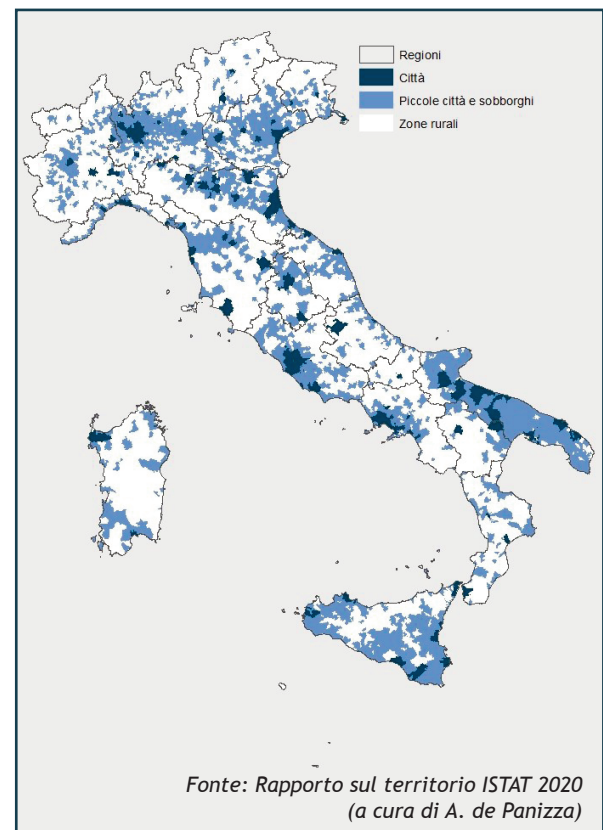 Regioni
Città
Piccole città e sobborghi
Zone rurali
Fonte: Rapporto sul territorio ISTAT 2020
(a cura di A. de Panizza)